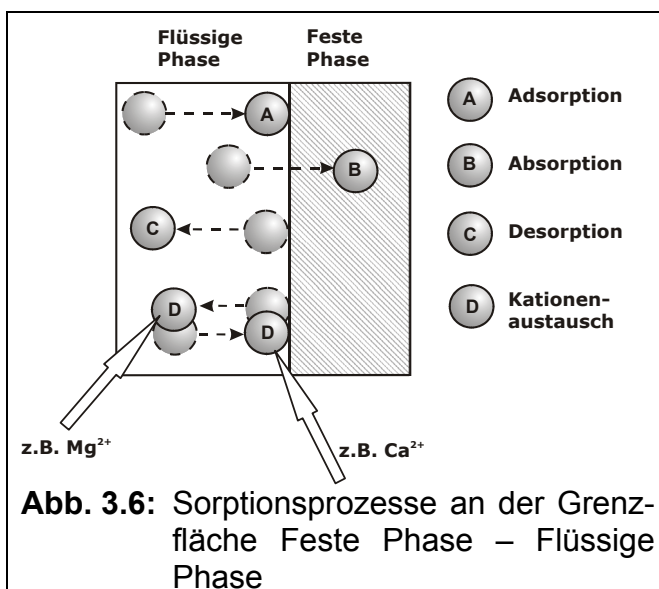 Flüssige Phase
Feste Phase
A
B
C
D
D
A Adsorption
B Absorption
C Desorption
D Kationen-
austausch
z.B. Mg²⁺
z.B. Ca²⁺
Abb. 3.6: Sorptionsprozesse an der Grenz-
fläche Feste Phase – Flüssige
Phase